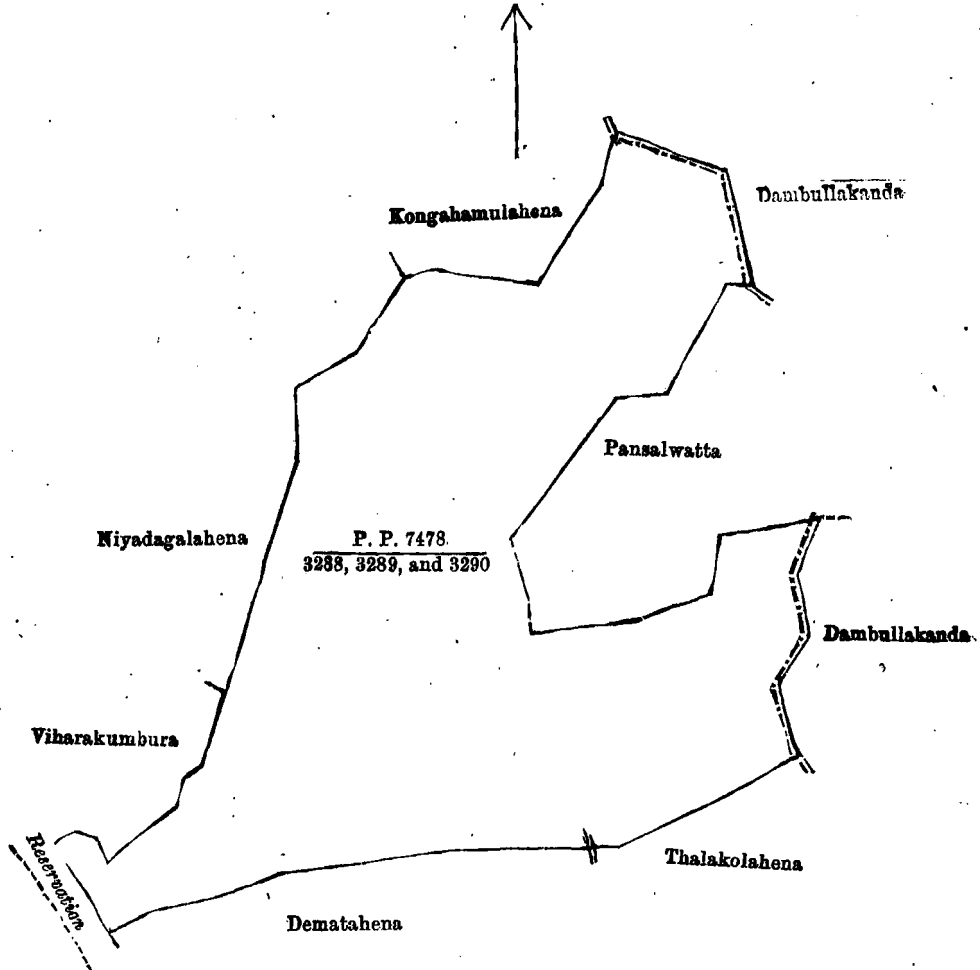 Dambullakanda
Kongahamulahena
Pansalwatta
Niyadagalahena
P. P. 7478
3288, 3289, and 3290
Dambullakanda
Viharakumbura
Reservation
Thalakolahena
Dematahena